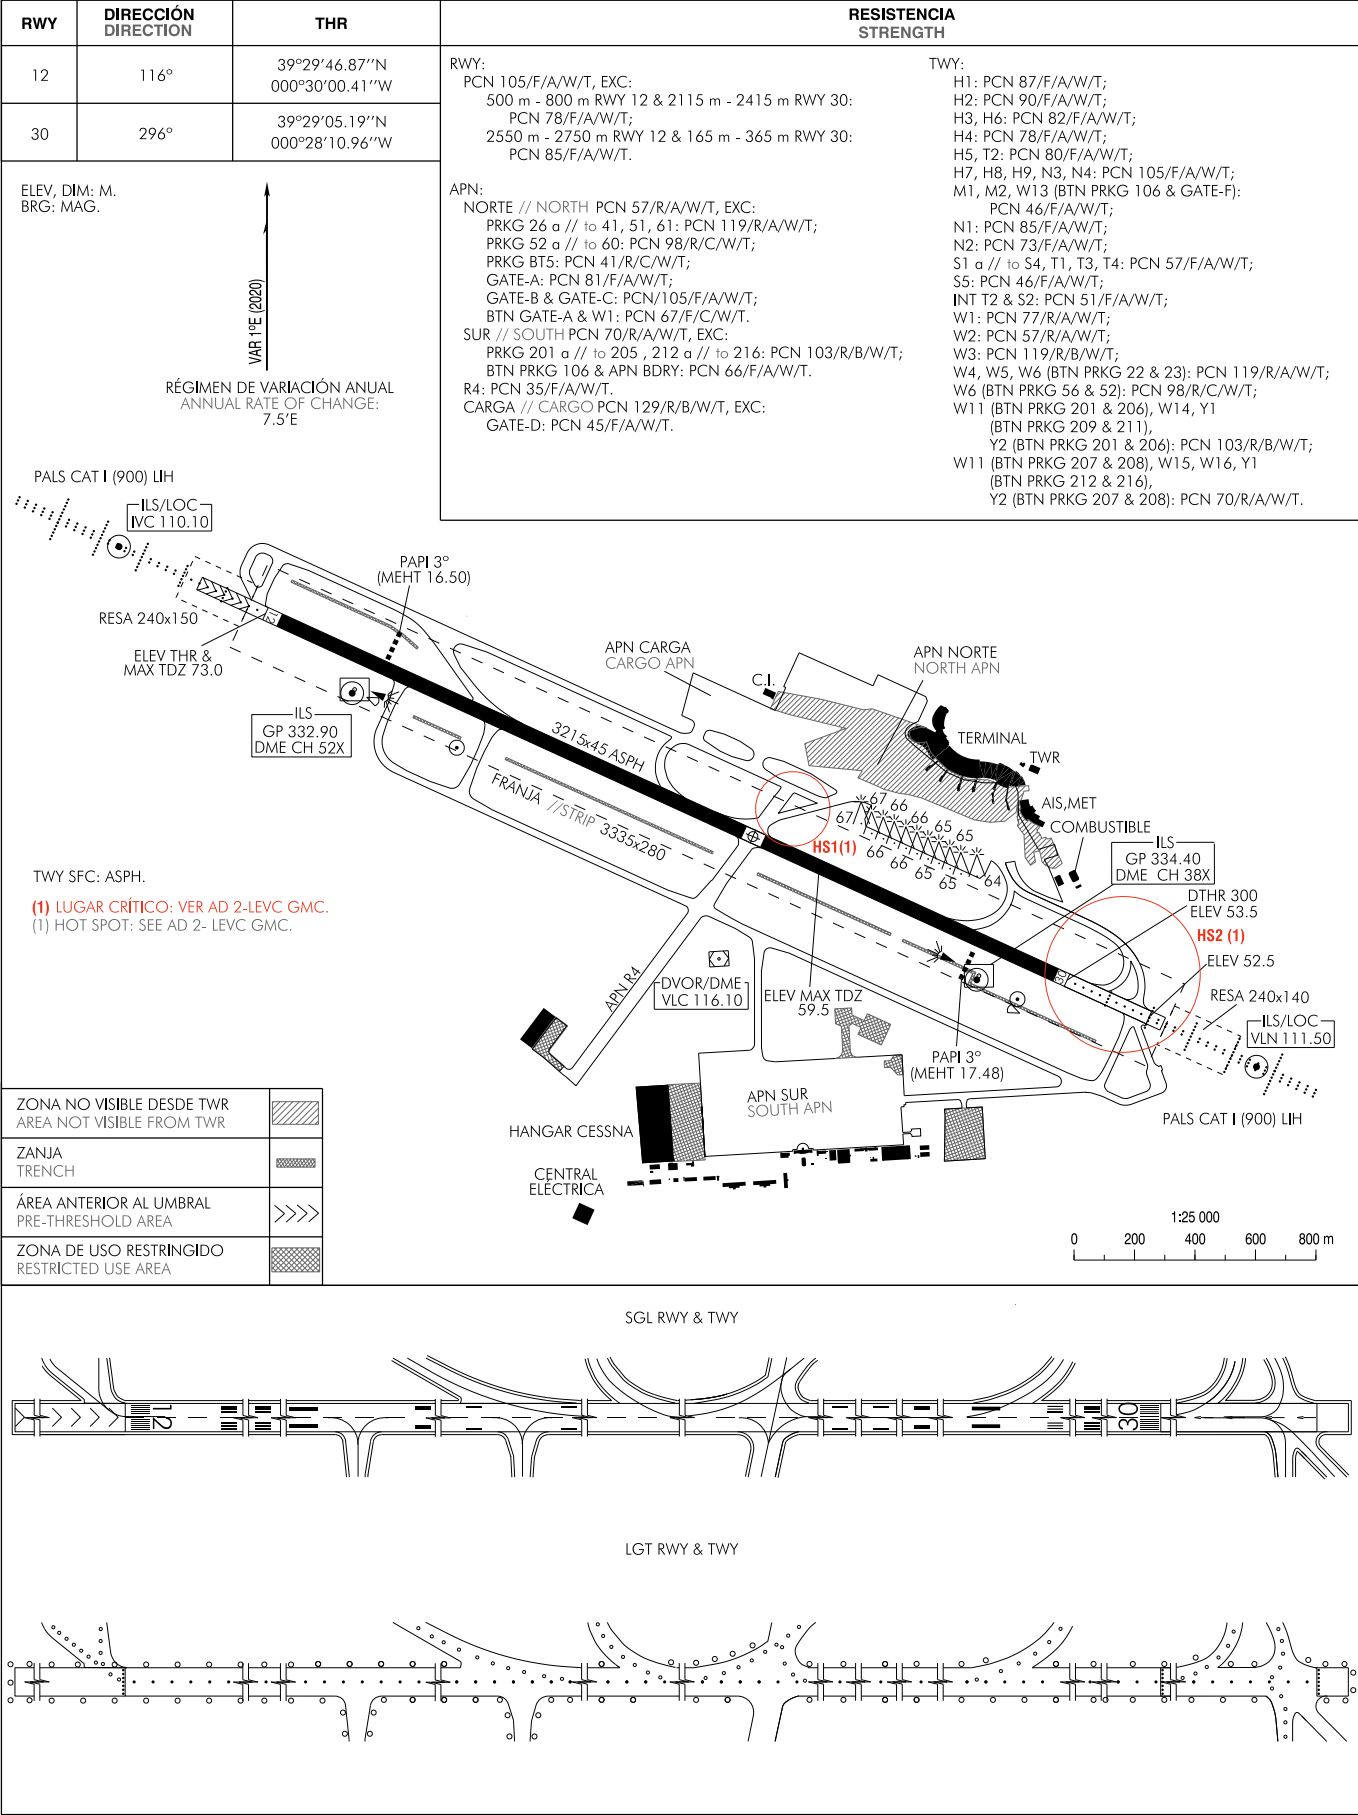 RWY
DIRECCIÓN
DIRECTION
THR
RESISTENCIA
STRENGTH
12
116º
39º29'46.87''N
000º30'00.41''W
30
296º
39º29'05.19''N
000º28'10.96''W
RWY:
PCN 105/F/A/W/T, EXC:
500 m - 800 m RWY 12 & 2115 m - 2415 m RWY 30:
PCN 78/F/A/W/T;
2550 m - 2750 m RWY 12 & 165 m - 365 m RWY 30:
PCN 85/F/A/W/T.
APN:
NORTE // NORTH PCN 57/R/A/W/T, EXC:
PRKG 26 a // to 41, 51, 61: PCN 119/R/A/W/T;
PRKG 52 a // to 60: PCN 98/R/C/W/T;
PRKG BT5: PCN 41/R/C/W/T;
GATE-A: PCN 81/F/A/W/T;
GATE-B & GATE-C: PCN/105/F/A/W/T;
BTN GATE-A & W1: PCN 67/F/C/W/T.
SUR // SOUTH PCN 70/R/A/W/T, EXC:
PRKG 201 a // to 205 , 212 a // to 216: PCN 103/R/B/W/T;
BTN PRKG 106 & APN BDRY: PCN 66/F/A/W/T.
R4: PCN 35/F/A/W/T.
CARGA // CARGO PCN 129/R/B/W/T, EXC:
GATE-D: PCN 45/F/A/W/T.
TWY:
H1: PCN 87/F/A/W/T;
H2: PCN 90/F/A/W/T;
H3, H6: PCN 82/F/A/W/T;
H4: PCN 78/F/A/W/T;
H5, T2: PCN 80/F/A/W/T;
H7, H8, H9, N3, N4: PCN 105/F/A/W/T;
M1, M2, W13 (BTN PRKG 106 & GATE-F):
PCN 46/F/A/W/T;
N1: PCN 85/F/A/W/T;
N2: PCN 73/F/A/W/T;
S1 a // to S4, T1, T3, T4: PCN 57/F/A/W/T;
S5: PCN 46/F/A/W/T;
INT T2 & S2: PCN 51/F/A/W/T;
W1: PCN 77/R/A/W/T;
W2: PCN 57/R/A/W/T;
W3: PCN 119/R/B/W/T;
W4, W5, W6 (BTN PRKG 22 & 23): PCN 119/R/A/W/T;
W6 (BTN PRKG 56 & 52): PCN 98/R/C/W/T;
W11 (BTN PRKG 201 & 206), W14, Y1
(BTN PRKG 209 & 211),
Y2 (BTN PRKG 201 & 206): PCN 103/R/B/W/T;
W11 (BTN PRKG 207 & 208), W15, W16, Y1
(BTN PRKG 212 & 216),
Y2 (BTN PRKG 207 & 208): PCN 70/R/A/W/T.
ELEV, DIM: M.
BRG: MAG.
VAR 1ºE (2020)
RÉGIMEN DE VARIACIÓN ANUAL
ANNUAL RATE OF CHANGE:
7.5'E
PALS CAT I (900) LIH
ILS/LOC
IVC 110.10
PAPI 3º
(MEHT 16.50)
RESA 240x150
12
ELEV THR &
MAX TDZ 73.0
ILS
GP 332.90
DME CH 52X
APN CARGA
CARGO APN
C.I.
APN NORTE
NORTH APN
TERMINAL
TWR
AIS,MET
COMBUSTIBLE
3215x45 ASPH
FRANJA //STRIP 3335x280
67
66
66
65
65
67
66
66
65
65
64
HS1(1)
ILS
GP 334.40
DME CH 38X
DTHR 300
ELEV 53.5
HS2 (1)
ELEV 52.5
30
RESA 240x140
ILS/LOC
VLN 111.50
TWY SFC: ASPH.
(1) LUGAR CRÍTICO: VER AD 2-LEVC GMC.
(1) HOT SPOT: SEE AD 2- LEVC GMC.
APN R4
DVOR/DME
VLC 116.10
ELEV MAX TDZ
59.5
PAPI 3º
(MEHT 17.48)
APN SUR
SOUTH APN
PALS CAT I (900) LIH
HANGAR CESSNA
CENTRAL
ELÉCTRICA
ZONA NO VISIBLE DESDE TWR
AREA NOT VISIBLE FROM TWR
ZANJA
TRENCH
ÁREA ANTERIOR AL UMBRAL
PRE-THRESHOLD AREA
ZONA DE USO RESTRINGIDO
RESTRICTED USE AREA
1:25 000
0 200 400 600 800 m
SGL RWY & TWY
12
30
LGT RWY & TWY